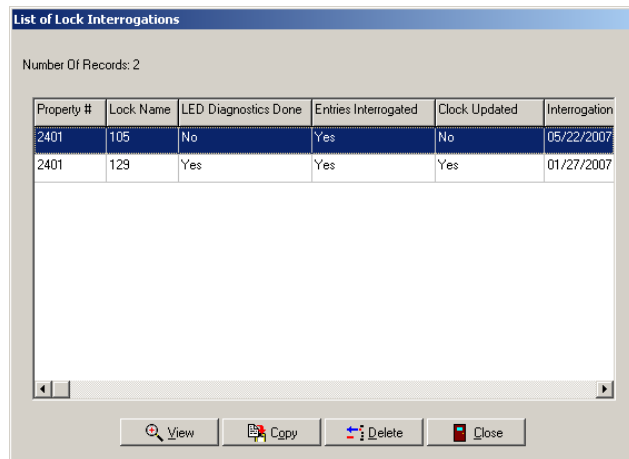 List of Lock Interrogations
Number Of Records: 2
Property # Lock Name LED Diagnostics Done Entries Interrogated Clock Updated Interrogation
2401 105 No Yes No 05/22/2007
2401 129 Yes Yes Yes 01/27/2007
View Copy Delete Close